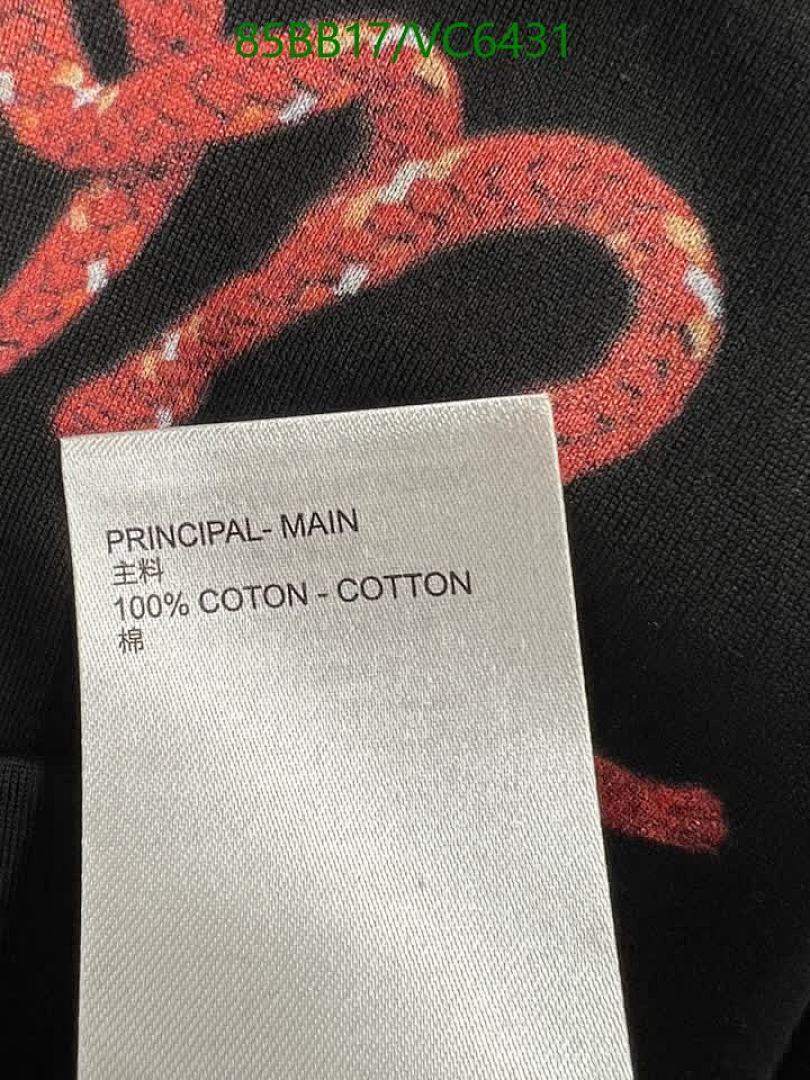 85BB17/VC6431
PRINCIPAL- MAIN
主料
100% COTON - COTTON
棉